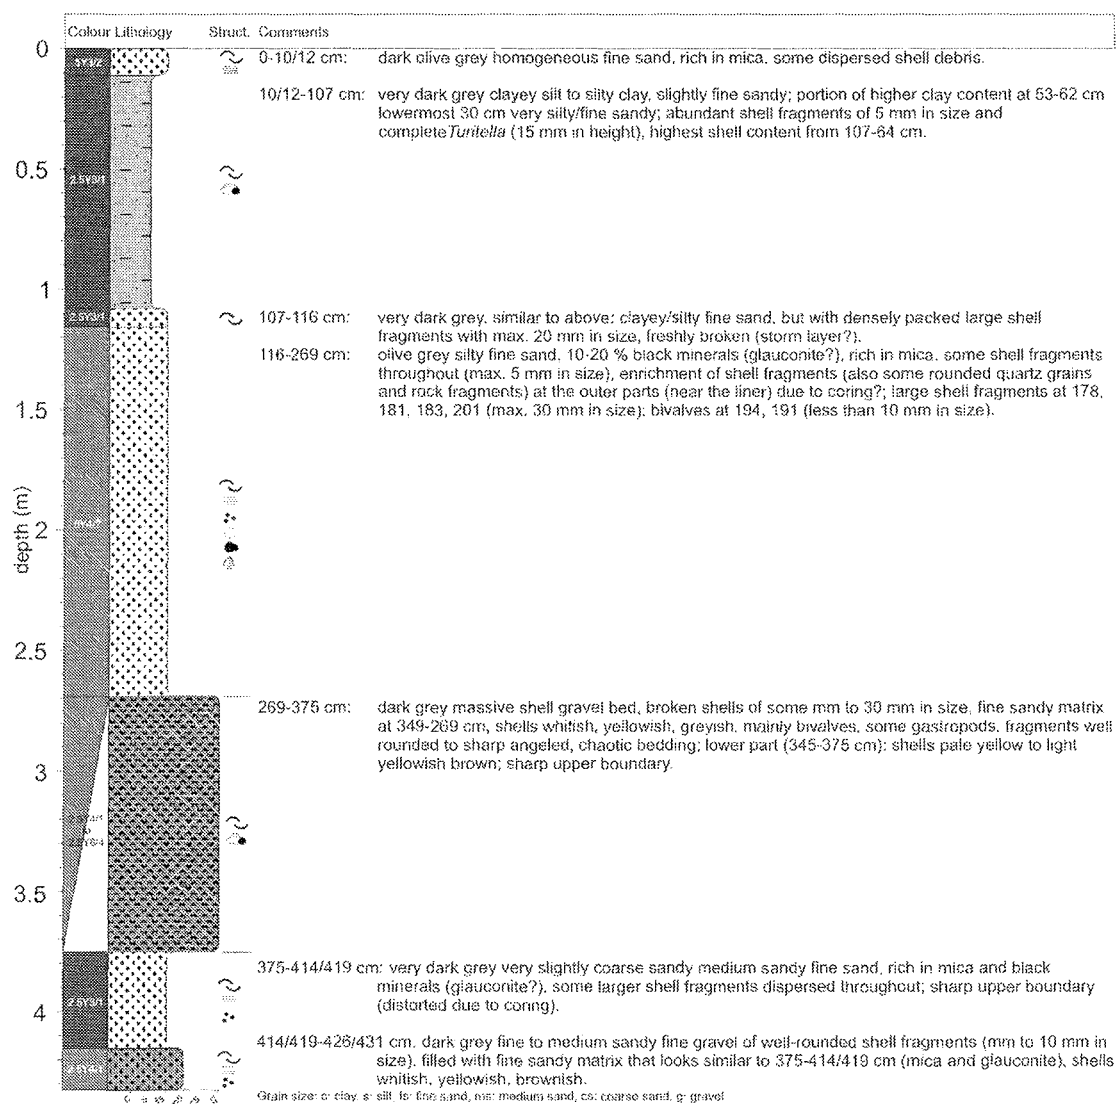 Colour Lithology Struct. Comments
0
0-10/12 cm: dark olive grey homogeneous fine sand, rich in mica, some dispersed shell debris.
5Y3/2
10/12-107 cm: very dark grey clayey silt to silty clay, slightly fine sandy; portion of higher clay content at 53-62 cm
lowermost 30 cm very silty/fine sandy; abundant shell fragments of 5 mm in size and
complete Turitella (15 mm in height), highest shell content from 107-64 cm.
0.5
2.5Y3/1
1
2.5Y3/1
107-116 cm: very dark grey, similar to above: clayey/silty fine sand, but with densely packed large shell
fragments with max. 20 mm in size, freshly broken (storm layer?).
116-269 cm: olive grey silty fine sand, 10-20 % black minerals (glauconite?), rich in mica, some shell fragments
throughout (max. 5 mm in size), enrichment of shell fragments (also some rounded quartz grains
and rock fragments) at the outer parts (near the liner) due to coring?; large shell fragments at 178,
181, 183, 201 (max. 30 mm in size); bivalves at 194, 191 (less than 10 mm in size).
1.5
depth (m)
2
2.5
269-375 cm: dark grey massive shell gravel bed, broken shells of some mm to 30 mm in size, fine sandy matrix
at 349-269 cm, shells whitish, yellowish, greyish, mainly bivalves, some gastropods, fragments well
rounded to sharp angeled, chaotic bedding; lower part (345-375 cm): shells pale yellow to light
yellowish brown; sharp upper boundary.
3
3.5
375-414/419 cm: very dark grey very slightly coarse sandy medium sandy fine sand, rich in mica and black
minerals (glauconite?), some larger shell fragments dispersed throughout; sharp upper boundary
(distorted due to coring).
2.5Y3/1
4
414/419-426/431 cm. dark grey fine to medium sandy fine gravel of well-rounded shell fragments (mm to 10 mm in
size), filled with fine sandy matrix that looks similar to 375-414/419 cm (mica and glauconite), shells
whitish, yellowish, brownish.
Grain size: c: clay, s: silt, fs: fine sand, ms: medium sand, cs: coarse sand, g: gravel